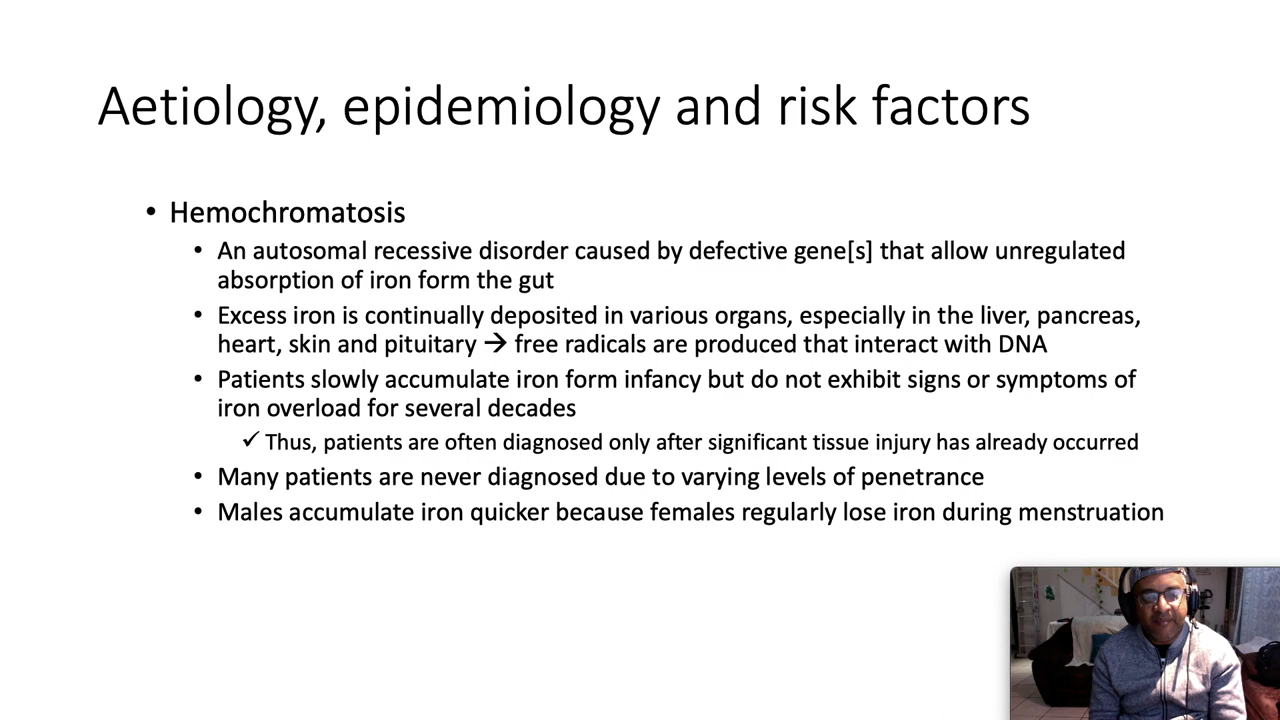 Aetiology, epidemiology and risk factors
• Hemochromatosis
• An autosomal recessive disorder caused by defective gene[s] that allow unregulated
absorption of iron form the gut
• Excess iron is continually deposited in various organs, especially in the liver, pancreas,
heart, skin and pituitary → free radicals are produced that interact with DNA
• Patients slowly accumulate iron form infancy but do not exhibit signs or symptoms of
iron overload for several decades
✓ Thus, patients are often diagnosed only after significant tissue injury has already occurred
• Many patients are never diagnosed due to varying levels of penetrance
• Males accumulate iron quicker because females regularly lose iron during menstruation